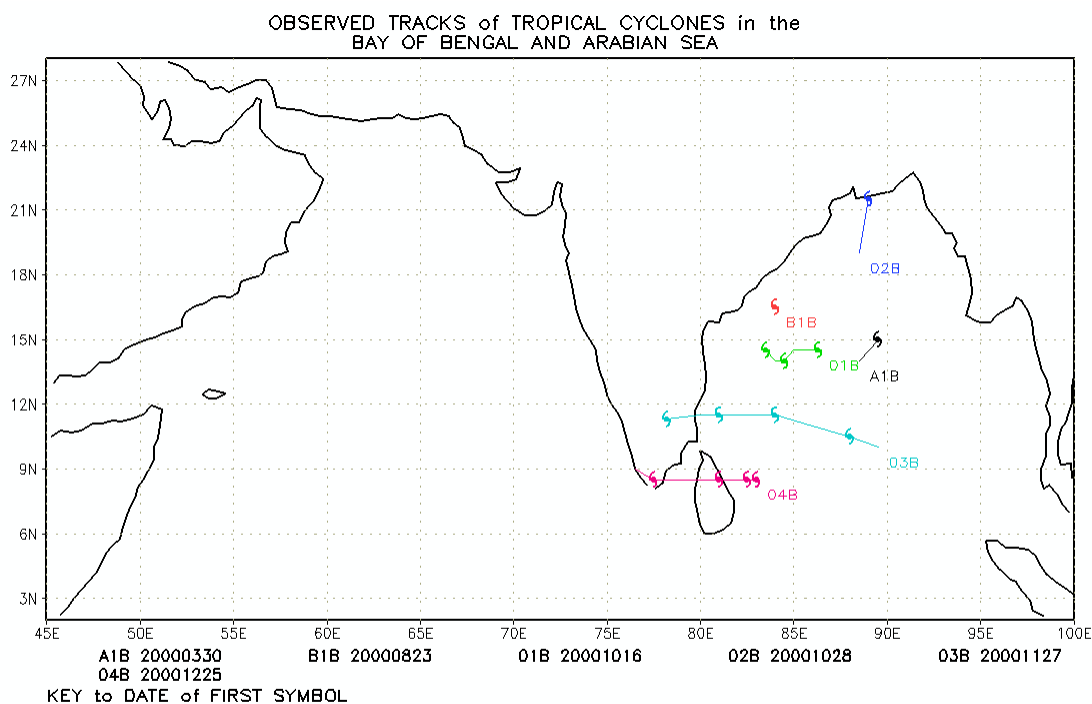 OBSERVED TRACKS of TROPICAL CYCLONES in the
BAY OF BENGAL AND ARABIAN SEA
27N
24N
21N
02B
18N
B1B
15N
01B
A1B
12N
03B
9N
04B
6N
3N
45E 50E 55E 60E 65E 70E 75E 80E 85E 90E 95E 100E
A1B 20000330 B1B 20000823 01B 20001016 02B 20001028 03B 20001127
04B 20001225
KEY to DATE of FIRST SYMBOL